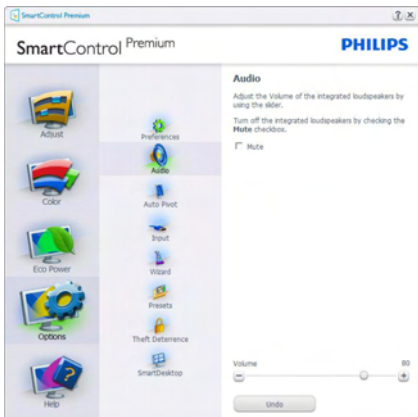 SmartControl Premium
SmartControl Premium
PHILIPS
Adjust
Color
Eco Power
Options
Help
Preferences
Audio
Auto Pivot
Input
Wizard
Presets
Theft Deterrence
SmartDesktop
Audio
Adjust the Volume of the integrated loudspeakers by
using the slider.
Turn off the integrated loudspeakers by checking the
Mute checkbox.
Mute
Volume 80
Undo